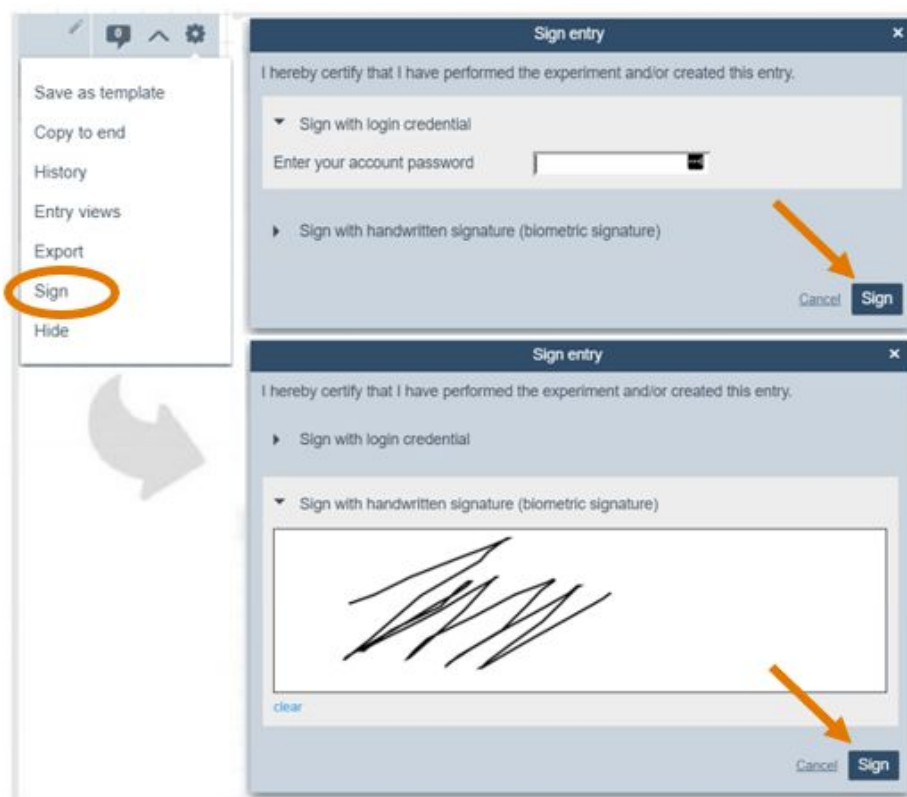 0
Save as template
Copy to end
History
Entry views
Export
Sign
Hide
Sign entry
I hereby certify that I have performed the experiment and/or created this entry.
Sign with login credential
Enter your account password
Sign with handwritten signature (biometric signature)
Cancel Sign
Sign entry
I hereby certify that I have performed the experiment and/or created this entry.
Sign with login credential
Sign with handwritten signature (biometric signature)
clear
Cancel Sign